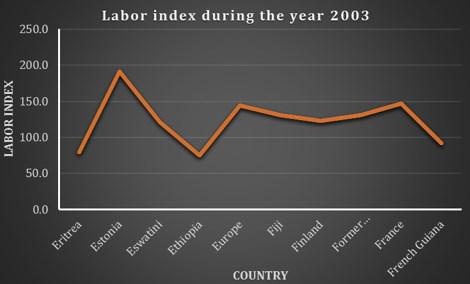 Labor index during the year 2003
250.0
200.0
150.0
100.0
50.0
0.0
LABOR INDEX
Eritrea
Estonia
Eswatini
Ethiopia
Europe
Fiji
Finland
Former...
France
French Guiana
COUNTRY